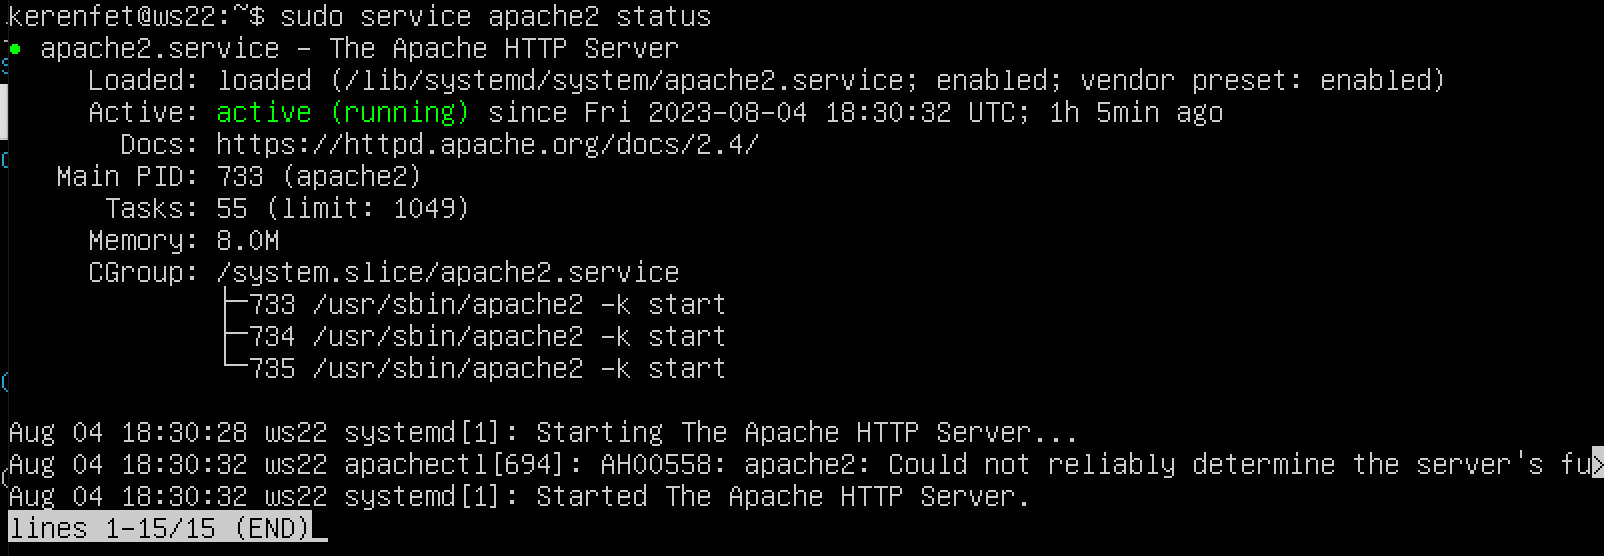 kerenfet@ws22:~$ sudo service apache2 status
● apache2.service - The Apache HTTP Server
     Loaded: loaded (/lib/systemd/system/apache2.service; enabled; vendor preset: enabled)
     Active: active (running) since Fri 2023-08-04 18:30:32 UTC; 1h 5min ago
       Docs: https://httpd.apache.org/docs/2.4/
   Main PID: 733 (apache2)
      Tasks: 55 (limit: 1049)
     Memory: 8.0M
     CGroup: /system.slice/apache2.service
             ├─733 /usr/sbin/apache2 -k start
             ├─734 /usr/sbin/apache2 -k start
             └─735 /usr/sbin/apache2 -k start

Aug 04 18:30:28 ws22 systemd[1]: Starting The Apache HTTP Server...
Aug 04 18:30:32 ws22 apachectl[694]: AH00558: apache2: Could not reliably determine the server's fu>
Aug 04 18:30:32 ws22 systemd[1]: Started The Apache HTTP Server.
lines 1-15/15 (END)